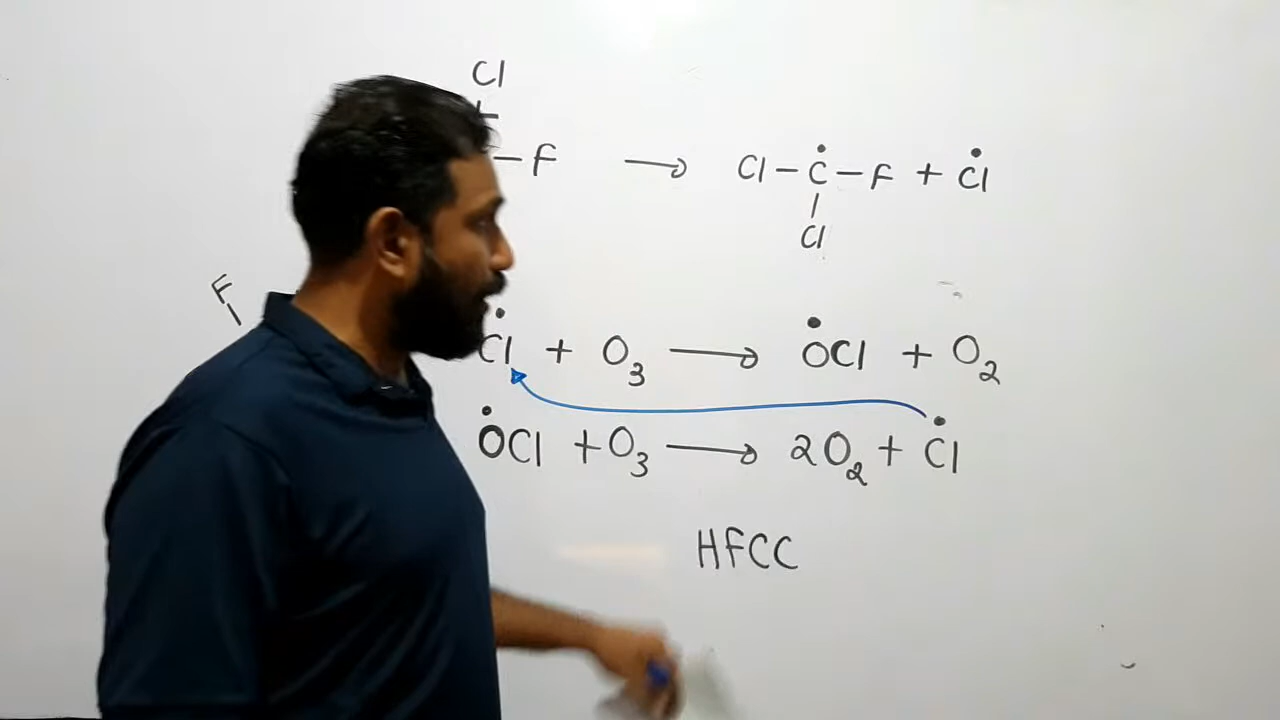 Cl
–F → Cl–Ċ–F + Ċl
Cl
F
Ċl + O₃ → ȮCl + O₂
ȮCl + O₃ → 2O₂ + Ċl
HFCC